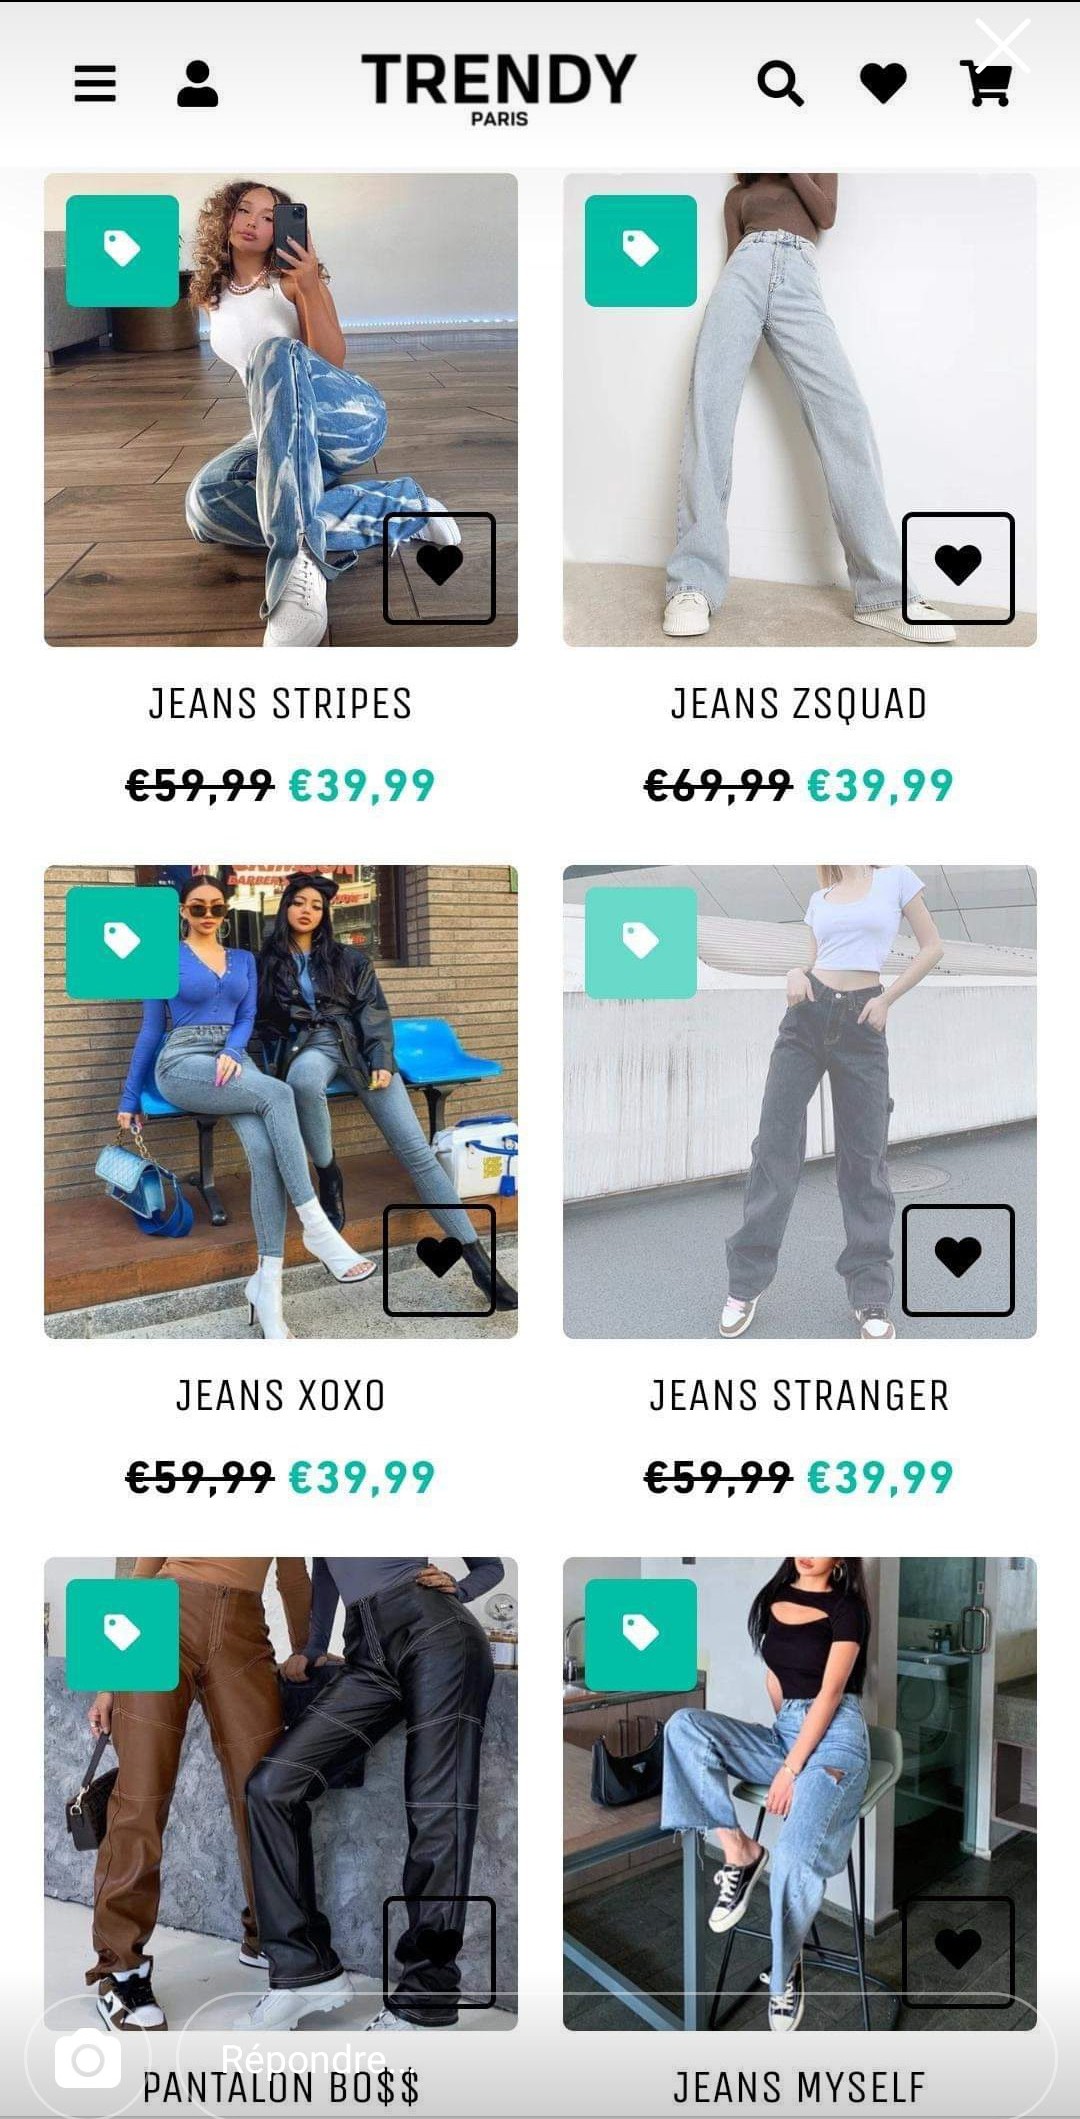 TRENDY
PARIS
JEANS STRIPES
JEANS ZSQUAD
€59,99 €39,99
€69,99 €39,99
BARBER
JEANS XOXO
JEANS STRANGER
€59,99 €39,99
€59,99 €39,99
Répondre...
PANTALON BO$$
JEANS MYSELF